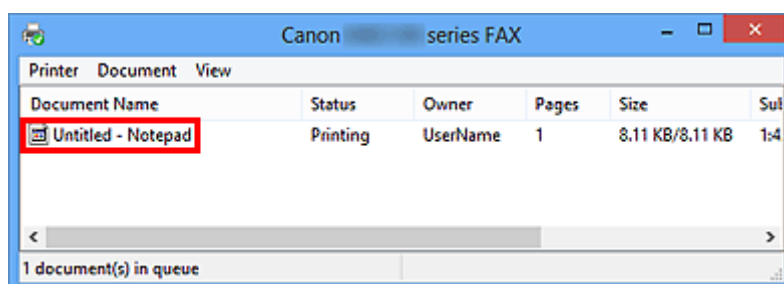 Canon series FAX
Printer Document View
Document Name Status Owner Pages Size
Untitled - Notepad Printing UserName 1 8.11 KB/8.11 KB
1 document(s) in queue